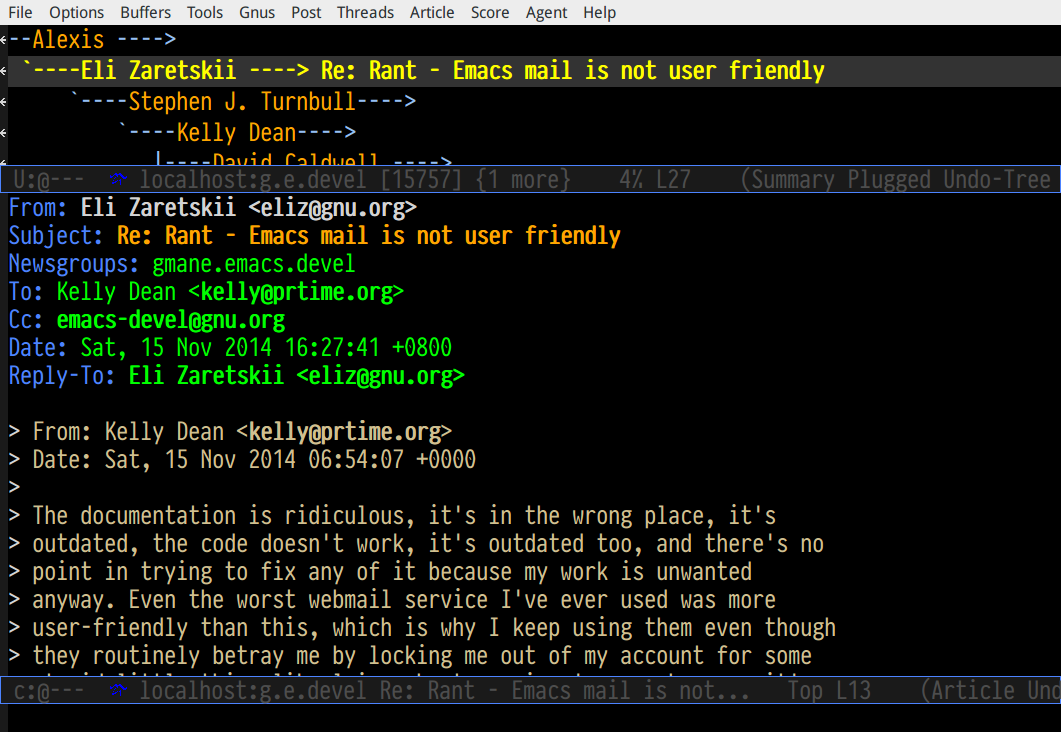 File Options Buffers Tools Gnus Post Threads Article Score Agent Help
--Alexis ---->
`----Eli Zaretskii ----> Re: Rant - Emacs mail is not user friendly
`----Stephen J. Turnbull---->
`----Kelly Dean---->
|----David Caldwell ---->
U:@--- localhost:g.e.devel [15757] {1 more} 4% L27 (Summary Plugged Undo-Tree
From: Eli Zaretskii <eliz@gnu.org>
Subject: Re: Rant - Emacs mail is not user friendly
Newsgroups: gmane.emacs.devel
To: Kelly Dean <kelly@prtime.org>
Cc: emacs-devel@gnu.org
Date: Sat, 15 Nov 2014 16:27:41 +0800
Reply-To: Eli Zaretskii <eliz@gnu.org>
> From: Kelly Dean <kelly@prtime.org>
> Date: Sat, 15 Nov 2014 06:54:07 +0000
>
> The documentation is ridiculous, it's in the wrong place, it's
> outdated, the code doesn't work, it's outdated too, and there's no
> point in trying to fix any of it because my work is unwanted
> anyway. Even the worst webmail service I've ever used was more
> user-friendly than this, which is why I keep using them even though
> they routinely betray me by locking me out of my account for some
c:@--- localhost:g.e.devel Re: Rant - Emacs mail is not... Top L13 (Article Und